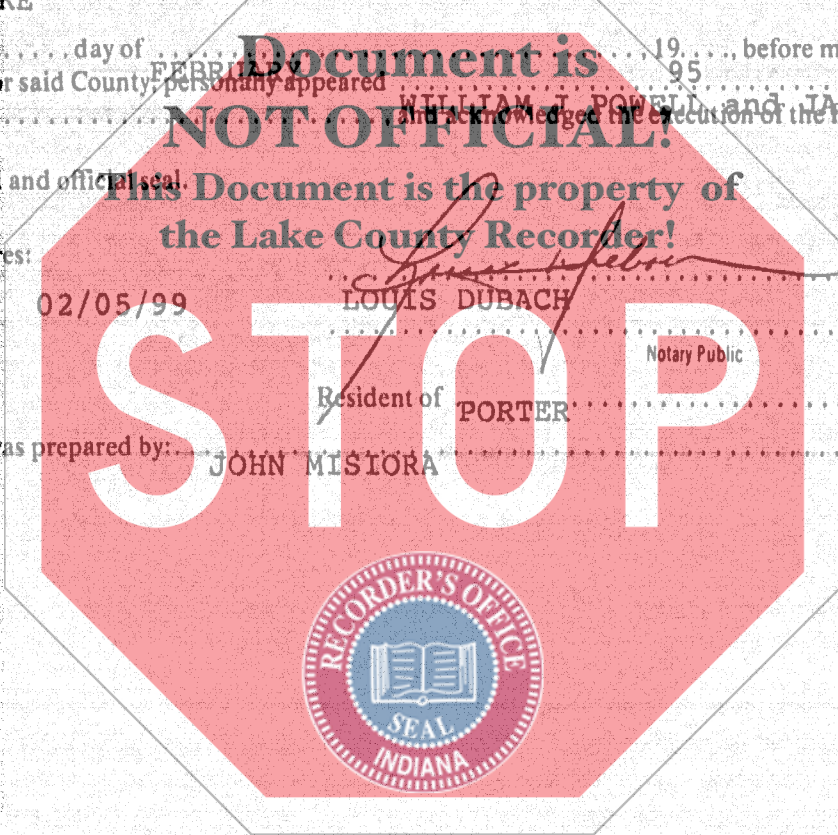 RE
day of FEBRUARY 19 95, before m
r said County, personally appeared WILLIAM J POWELL and JA
and acknowledged the execution of the
and official seal.
Document is
NOT OFFICIAL!
This Document is the property of
the Lake County Recorder!
es:
02/05/99
LOUIS DUBACH
Notary Public
Resident of PORTER
as prepared by: JOHN MISIORA
STOP
RECORDER'S OFFICE
SEAL
INDIANA